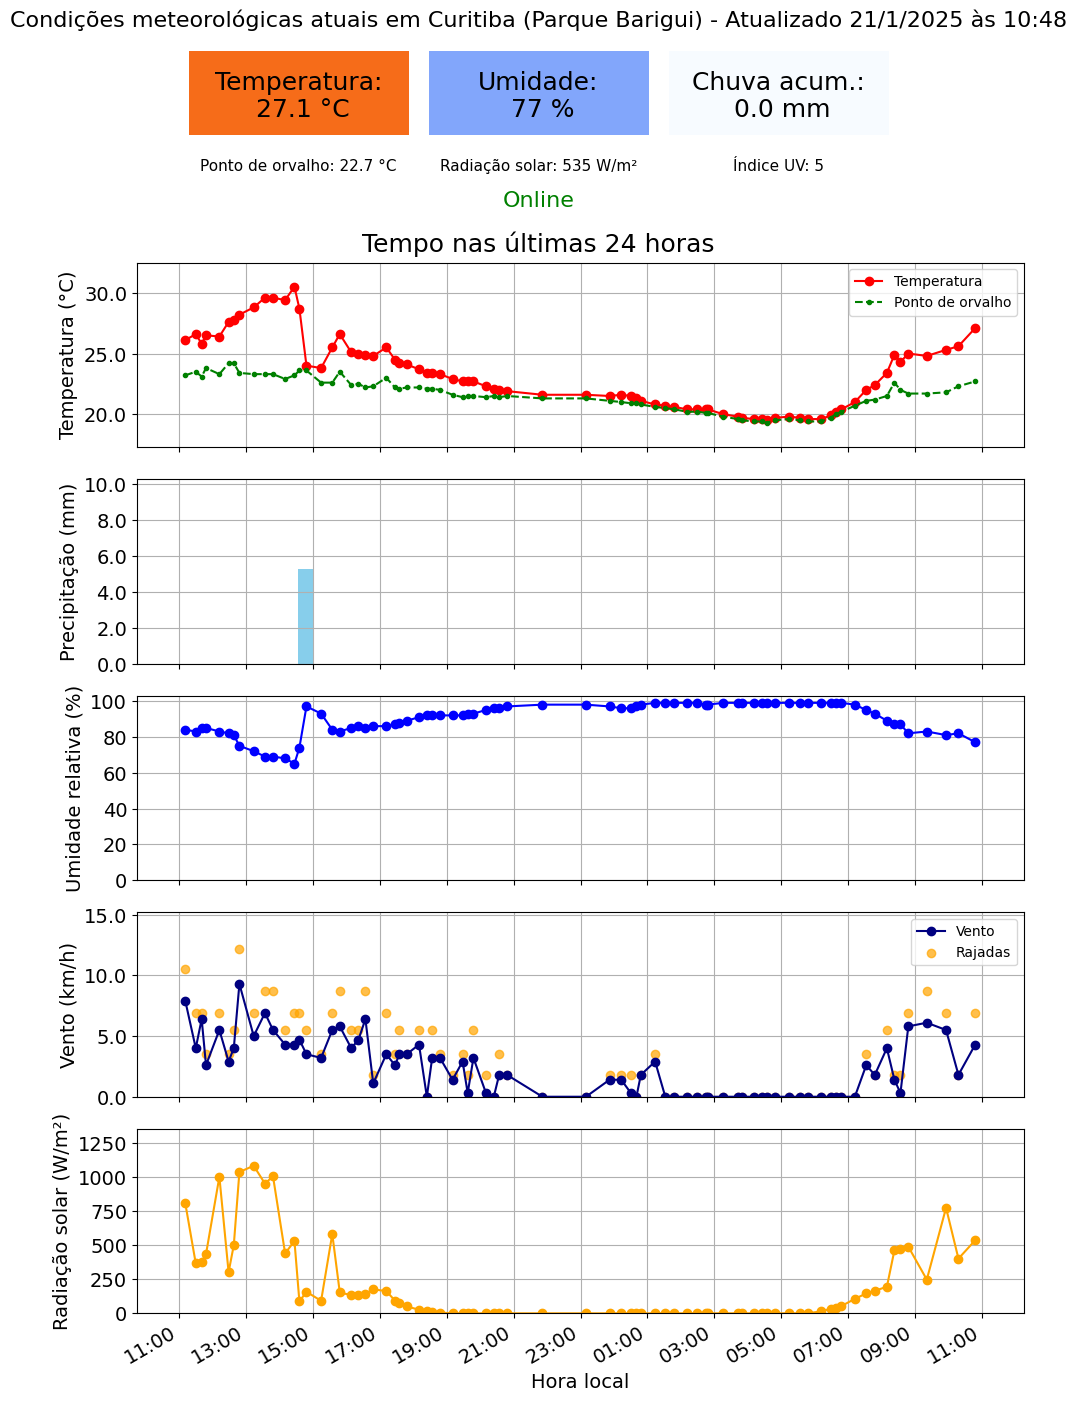 Condições meteorológicas atuais em Curitiba (Parque Barigui) - Atualizado 21/1/2025 às 10:48
Temperatura:
27.1 °C
Umidade:
77 %
Chuva acum.:
0.0 mm
Ponto de orvalho: 22.7 °C
Radiação solar: 535 W/m²
Índice UV: 5
Online
Tempo nas últimas 24 horas
Temperatura (°C)
30.0
25.0
20.0
Temperatura
Ponto de orvalho
Precipitação (mm)
10.0
8.0
6.0
4.0
2.0
0.0
Umidade relativa (%)
100
80
60
40
20
0
Vento (km/h)
15.0
10.0
5.0
0.0
Vento
Rajadas
Radiação solar (W/m²)
1250
1000
750
500
250
0
11:00
13:00
15:00
17:00
19:00
21:00
23:00
01:00
03:00
05:00
07:00
09:00
11:00
Hora local